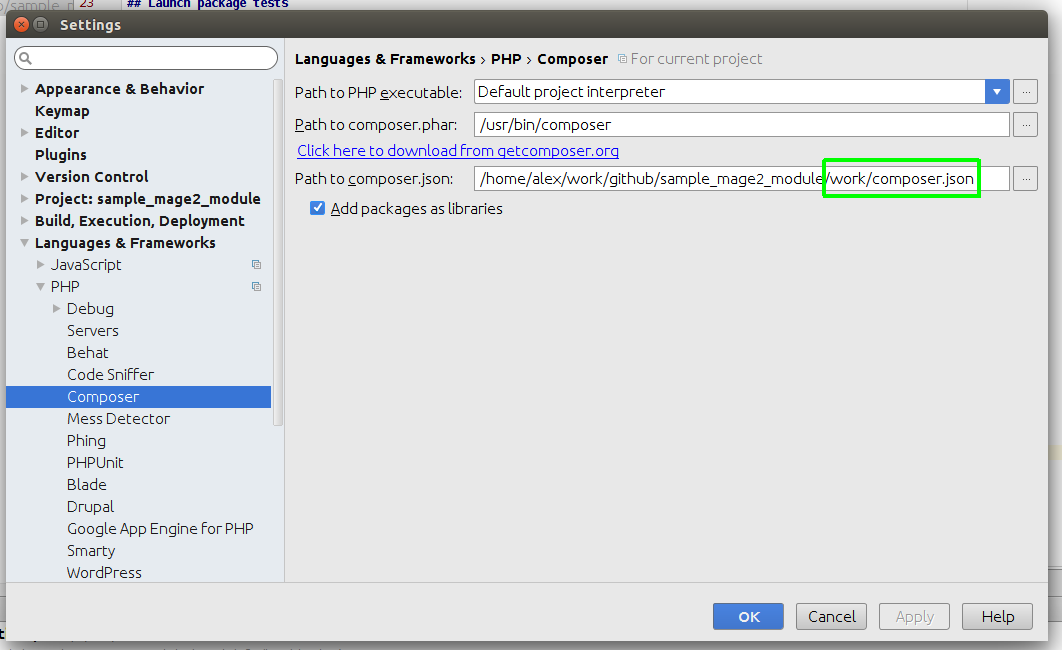 23 ## Launch package tests
Settings
Appearance & Behavior
Keymap
Editor
Plugins
Version Control
Project: sample_mage2_module
Build, Execution, Deployment
Languages & Frameworks
JavaScript
PHP
Debug
Servers
Behat
Code Sniffer
Composer
Mess Detector
Phing
PHPUnit
Blade
Drupal
Google App Engine for PHP
Smarty
WordPress
Languages & Frameworks › PHP › Composer For current project
Path to PHP executable: Default project interpreter ...
Path to composer.phar: /usr/bin/composer ...
Click here to download from getcomposer.org
Path to composer.json: /home/alex/work/github/sample_mage2_module/work/composer.json ...
Add packages as libraries
OK Cancel Apply Help